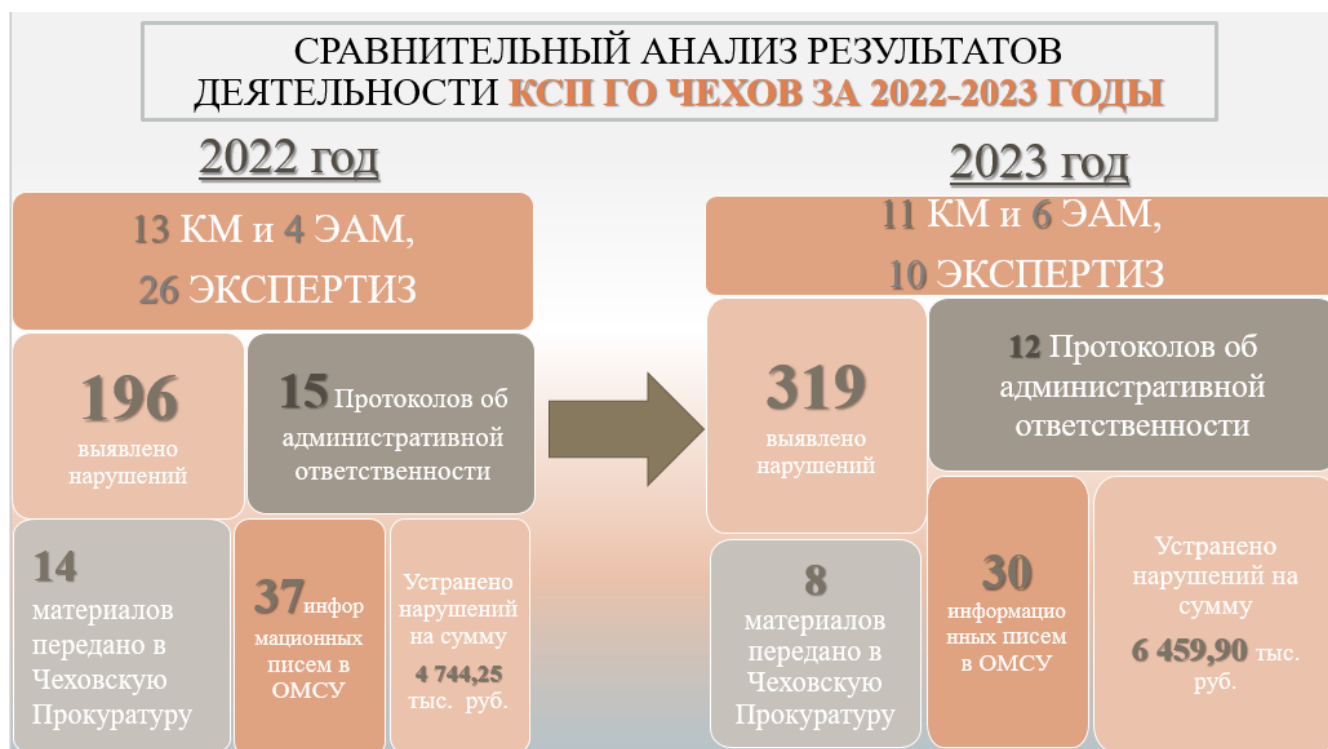 СРАВНИТЕЛЬНЫЙ АНАЛИЗ РЕЗУЛЬТАТОВ
ДЕЯТЕЛЬНОСТИ КСП ГО ЧЕХОВ ЗА 2022-2023 ГОДЫ
2022 год
13 КМ и 4 ЭАМ,
26 ЭКСПЕРТИЗ
196
выявлено
нарушений
15 Протоколов об
административной
ответственности
14
материалов
передано в
Чеховскую
Прокуратуру
37 инфор
мационных
писем в
ОМСУ
Устранено
нарушений
на сумму
4 744,25
тыс. руб.
2023 год
11 КМ и 6 ЭАМ,
10 ЭКСПЕРТИЗ
319
выявлено
нарушений
12 Протоколов об
административной
ответственности
8
материалов
передано в
Чеховскую
Прокуратуру
30
информацио
нных писем
в ОМСУ
Устранено
нарушений на
сумму
6 459,90 тыс.
руб.